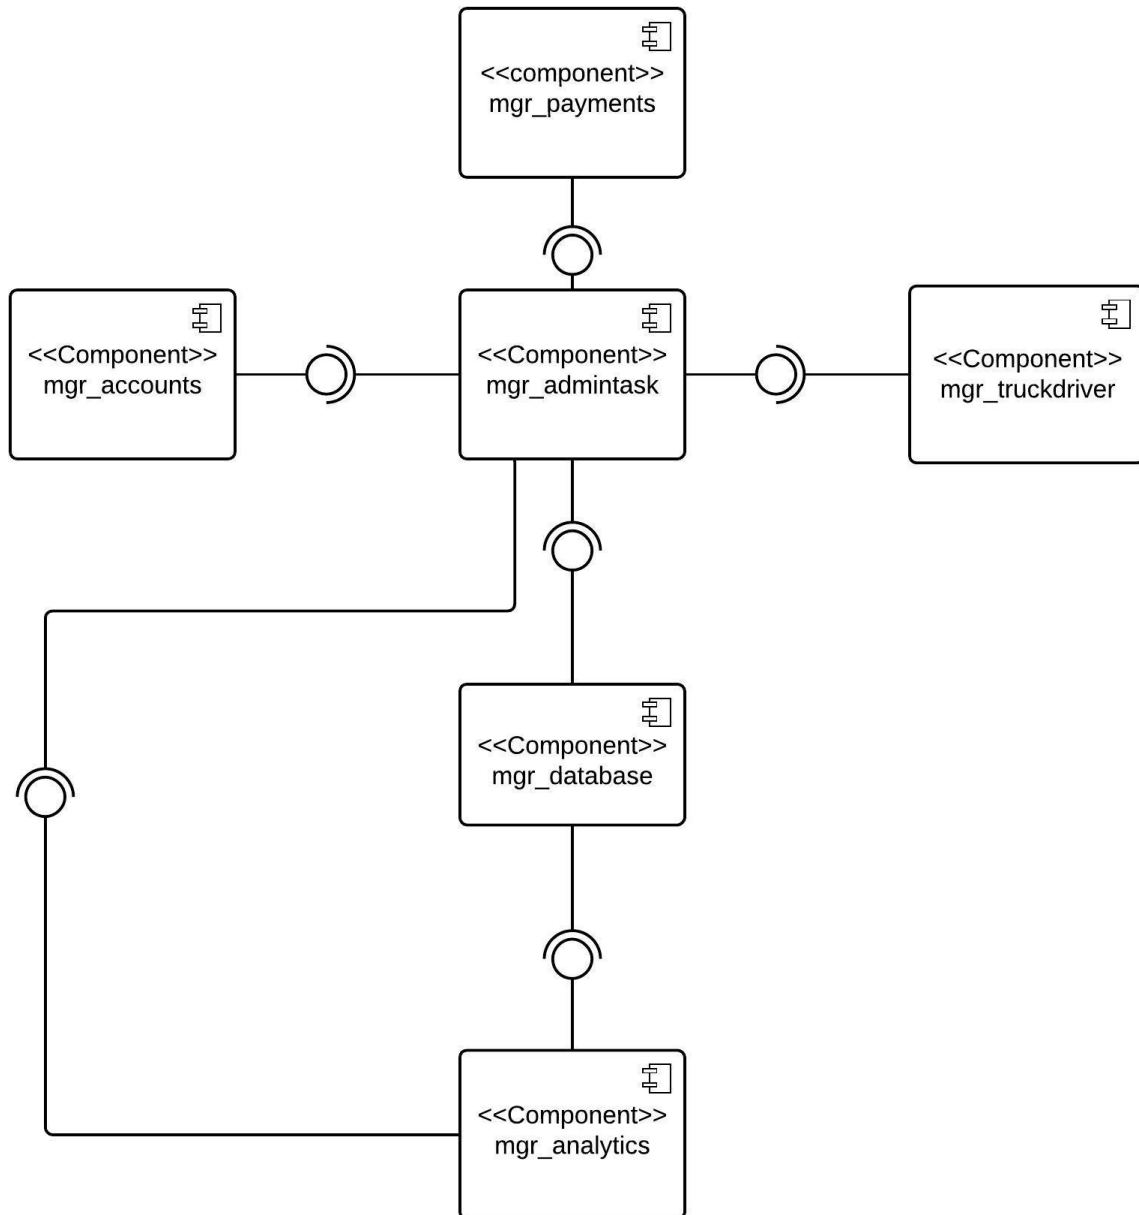 <<component>>
mgr_payments
<<Component>>
mgr_accounts
<<Component>>
mgr_admintask
<<Component>>
mgr_truckdriver
<<Component>>
mgr_database
<<Component>>
mgr_analytics